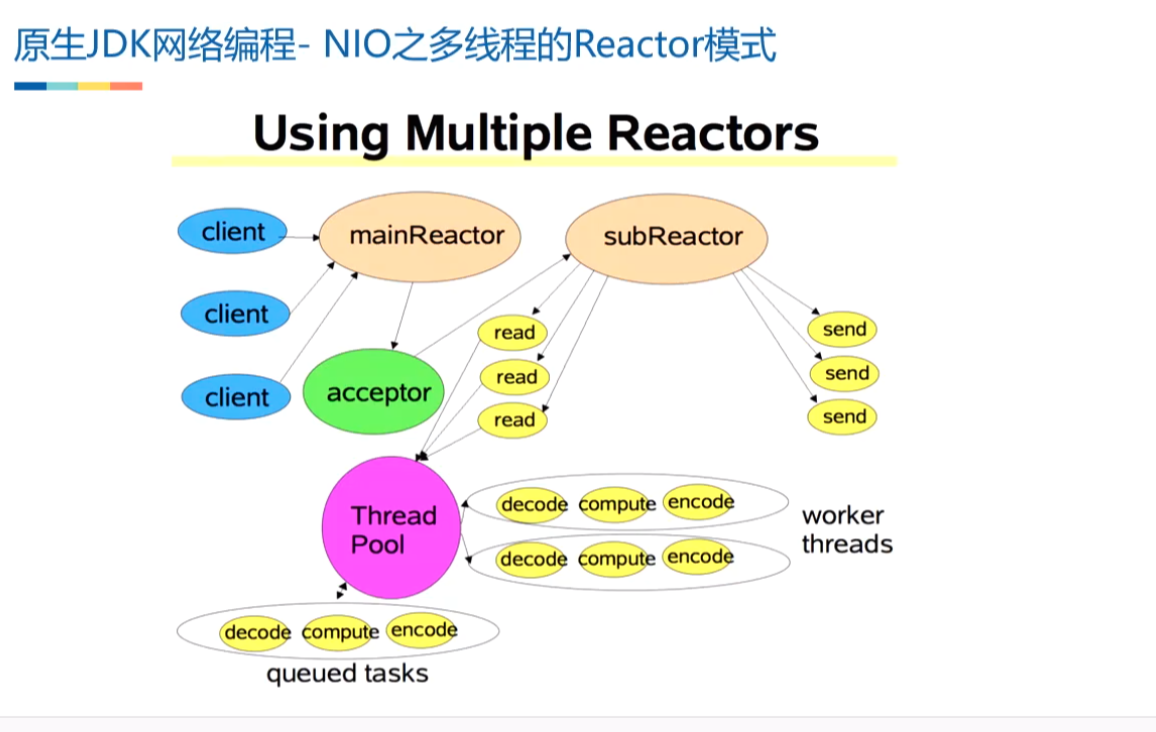 原生JDK网络编程- NIO之多线程的Reactor模式
Using Multiple Reactors
client
mainReactor
subReactor
client
read
send
read
send
client
acceptor
read
send
Thread
Pool
decode compute encode
decode compute encode
worker
threads
decode compute encode
queued tasks